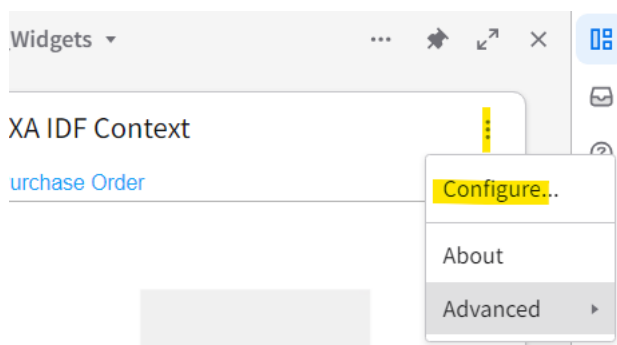 Widgets
XA IDF Context
urchase Order
Configure...
About
Advanced